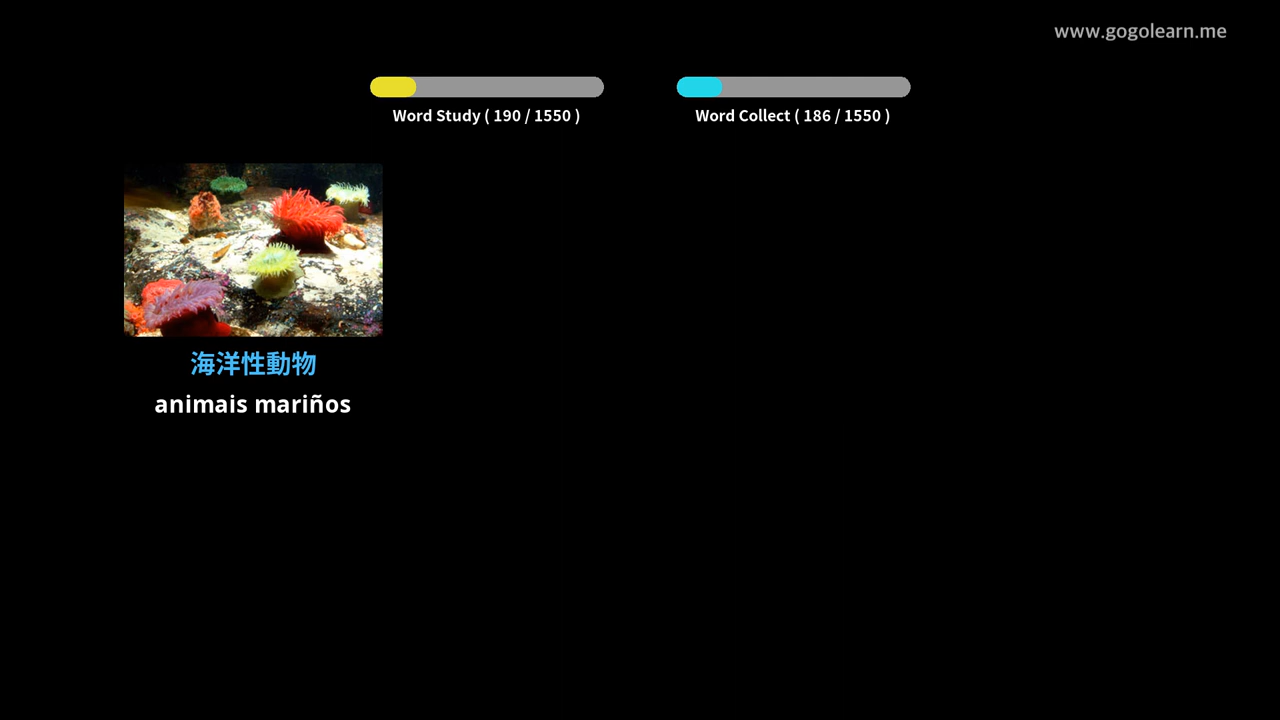 www.gogolearn.me
Word Study ( 190 / 1550 )
Word Collect ( 186 / 1550 )
海洋性動物
animais mariños